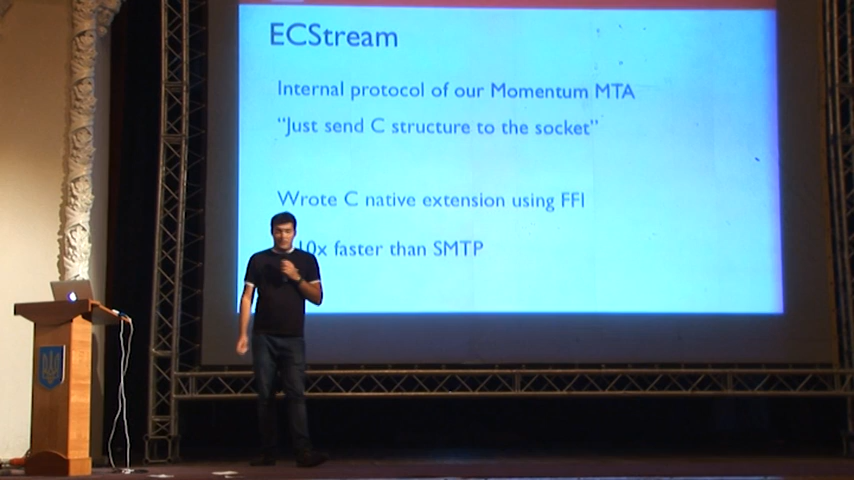 ECStream
Internal protocol of our Momentum MTA
“Just send C structure to the socket”
Wrote C native extension using FFI
10x faster than SMTP